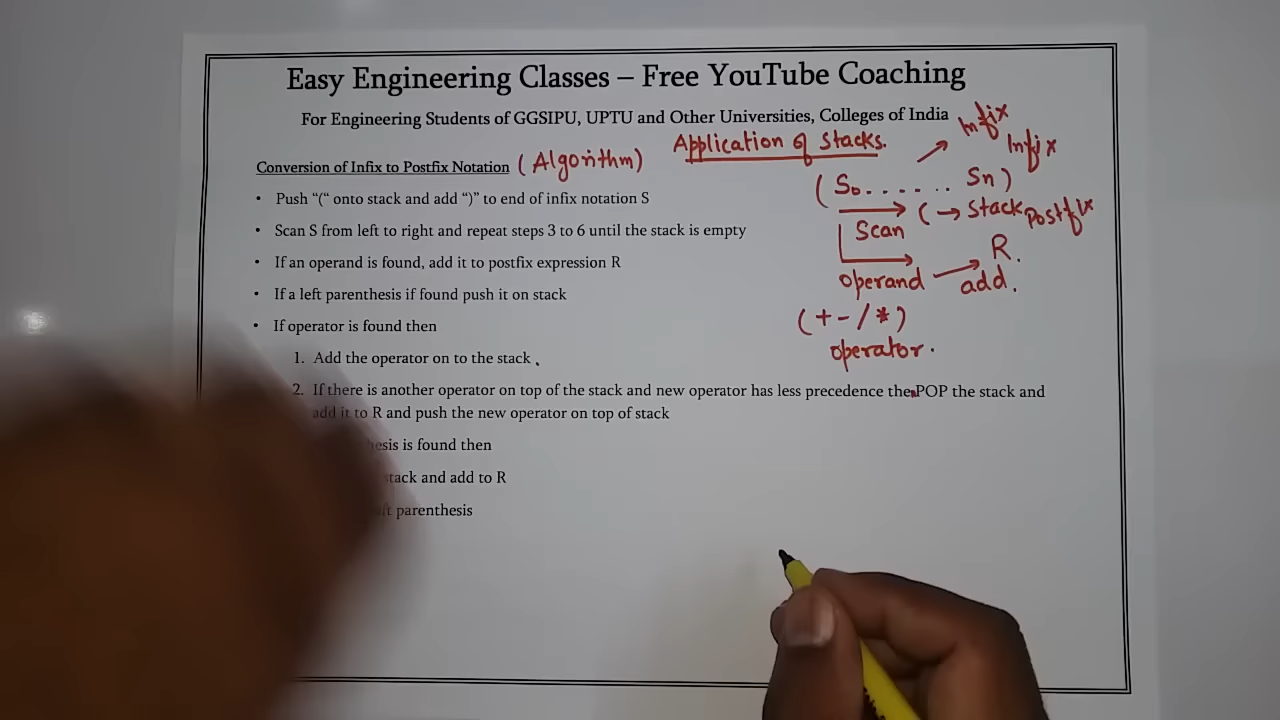 Easy Engineering Classes – Free YouTube Coaching
For Engineering Students of GGSIPU, UPTU and Other Universities, Colleges of India
Application of Stacks.
Infix
Infix
Conversion of Infix to Postfix Notation (Algorithm)
(S₀...... Sn)
Push “(“ onto stack and add “)” to end of infix notation S
( → Stack Postfix
Scan S from left to right and repeat steps 3 to 6 until the stack is empty
Scan
R.
If an operand is found, add it to postfix expression R
operand add.
If a left parenthesis if found push it on stack
(+-/*)
If operator is found then
operator.
1. Add the operator on to the stack .
2. If there is another operator on top of the stack and new operator has less precedence the POP the stack and
add it to R and push the new operator on top of stack
is found then
and add to R
parenthesis